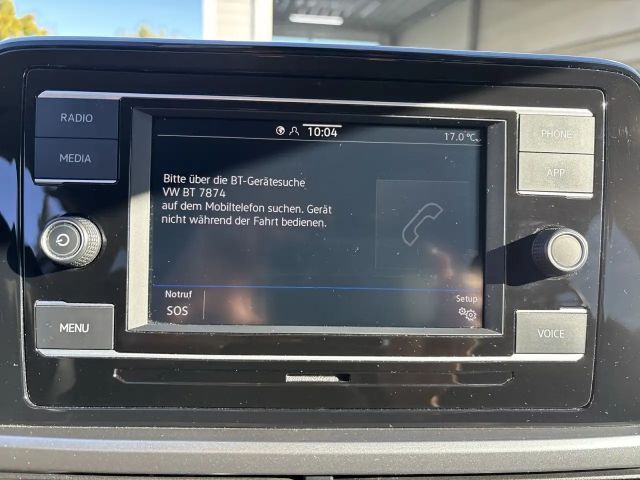 RADIO
MEDIA
MENU
10:04
17.0 °C
Bitte über die BT-Gerätesuche
VW BT 7874
auf dem Mobiltelefon suchen. Gerät
nicht während der Fahrt bedienen.
Notruf
SOS
Setup
PHONE
APP
VOICE